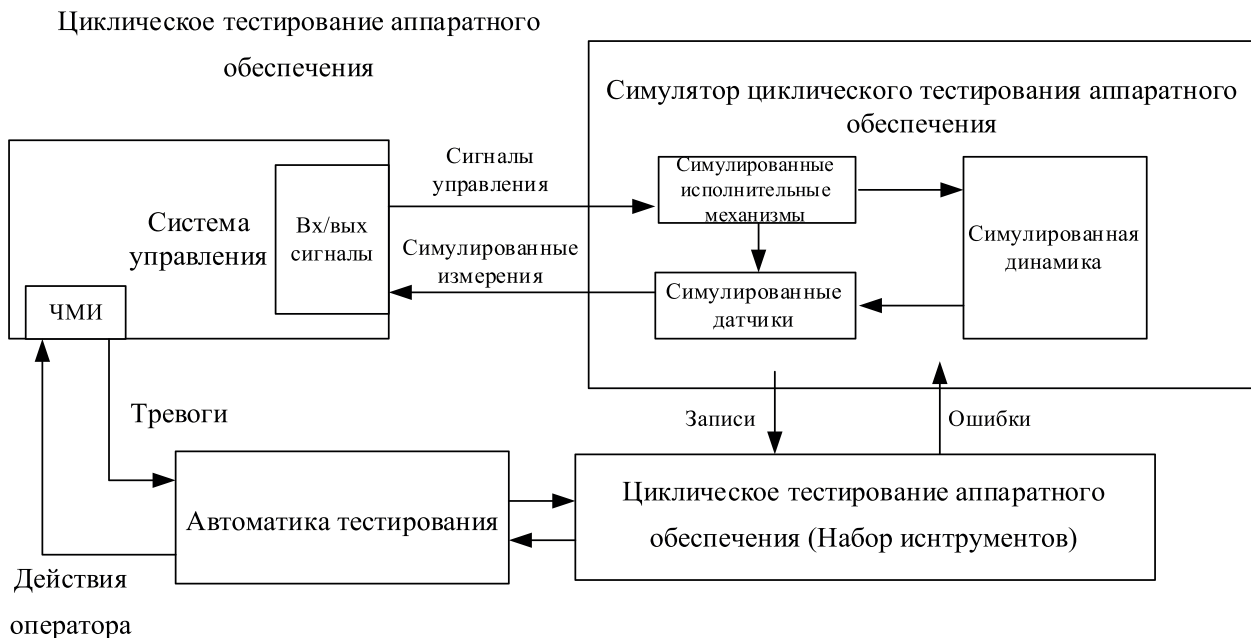 Циклическое тестирование аппаратного
обеспечения
Симулятор циклического тестирования аппаратного
обеспечения
Система
управления
Вх/вых
сигналы
ЧМИ
Сигналы
управления
Симулированные
измерения
Симулированные
исполнительные
механизмы
Симулированные
датчики
Симулированная
динамика
Тревоги
Записи
Ошибки
Автоматика тестирования
Циклическое тестирование аппаратного
обеспечения (Набор иснтрументов)
Действия
оператора